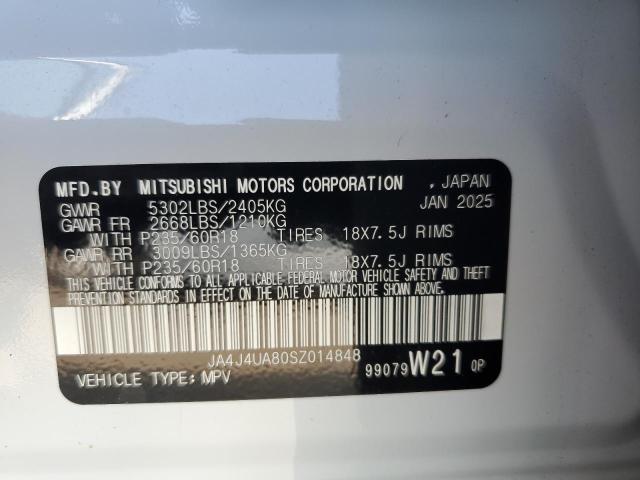 MFD.BY MITSUBISHI MOTORS CORPORATION , JAPAN
GVWR 5302LBS/2405KG JAN 2025
GAWR FR 2668LBS/1210KG
WITH P235/60R18 TIRES 18X7.5J RIMS
GAWR RR 3009LBS/1365KG
WITH P235/60R18 TIRES 18X7.5J RIMS
THIS VEHICLE CONFORMS TO ALL APPLICABLE FEDERAL MOTOR VEHICLE SAFETY AND THEFT
PREVENTION STANDARDS IN EFFECT ON THE DATE OF MANUFACTURE SHOWN ABOVE.
JA4J4UA80SZ014848
VEHICLE TYPE: MPV 99079 W21 0P